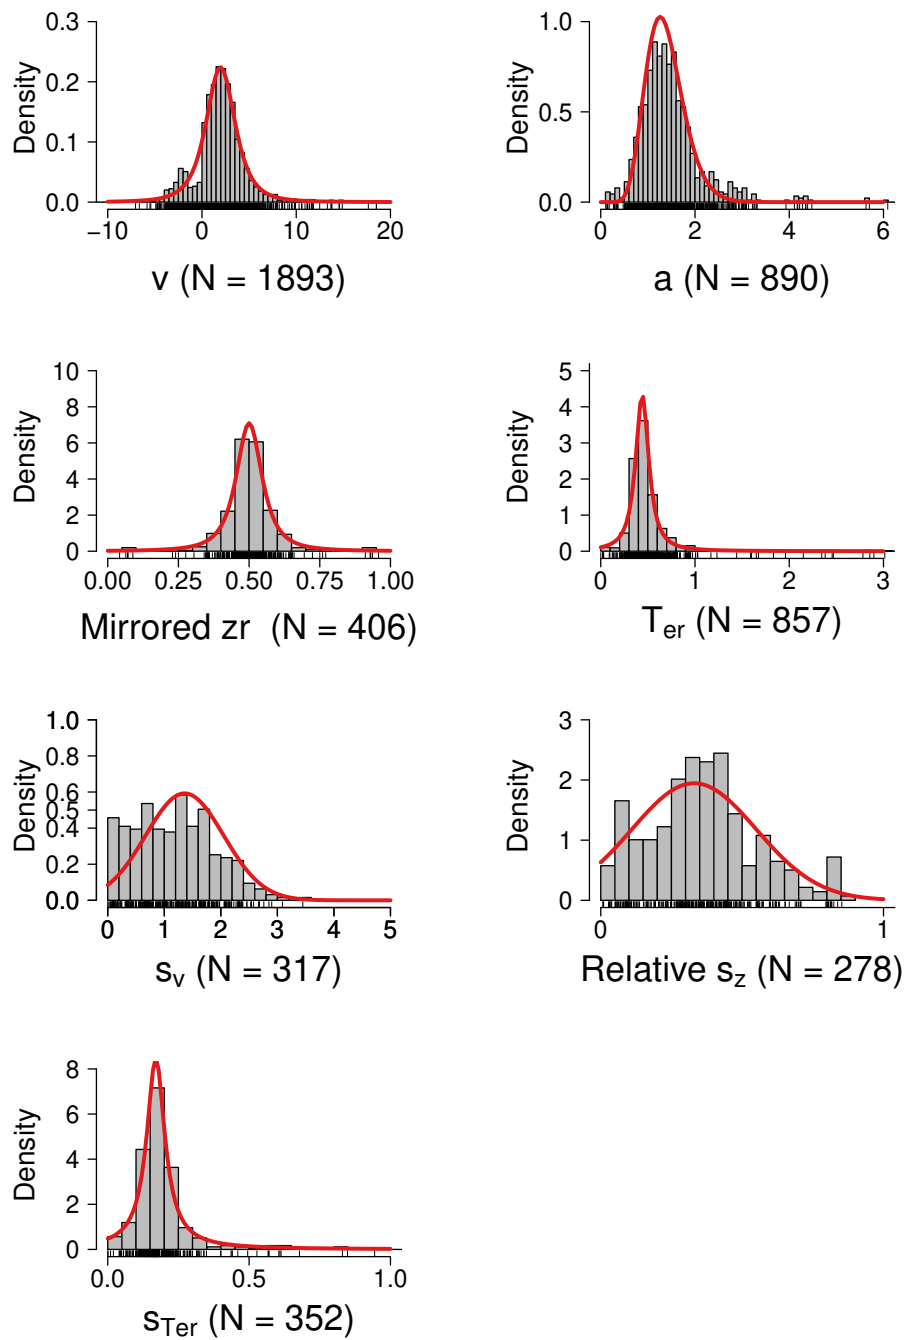 0.3
0.2
0.1
0.0
Density
−10 0 10 20
v (N = 1893)
1.0
0.5
0.0
Density
0 2 4 6
a (N = 890)
10
8
6
4
2
0
Density
0.00 0.25 0.50 0.75 1.00
Mirrored zr (N = 406)
5
4
3
2
1
0
Density
0 1 2 3
Ter (N = 857)
1.0
0.8
0.6
0.5
0.4
0.2
0.0
Density
0 1 2 3 4 5
sv (N = 317)
3
2
1
0
Density
0 1
Relative sz (N = 278)
8
6
4
2
0
Density
0.0 0.5 1.0
sTer (N = 352)